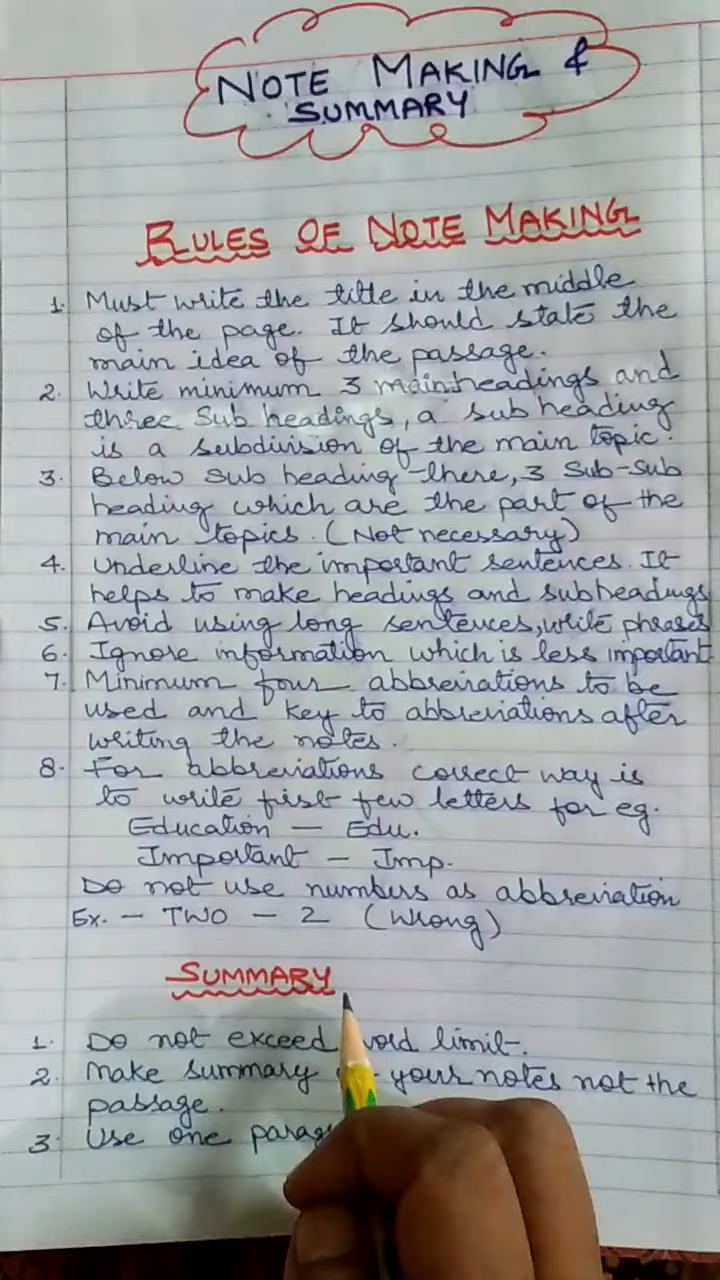 NOTE MAKING &
SUMMARY
RULES OF NOTE MAKING
1. Must write the title in the middle
of the page. It should state the
main idea of the passage.
2. Write minimum 3 main headings and
three Sub headings, a sub heading
is a subdivision of the main topic.
3. Below sub heading there, 3 Sub-sub
heading which are the part of the
main topics. (Not necessary)
4. Underline the important sentences. It
helps to make headings and subheadings
5. Avoid using long sentences, write phrases
6. Ignore information which is less important
7. Minimum four abbreviations to be
used and key to abbreviations after
writing the notes.
8. For abbreviations correct way is
to write first few letters for eg.
Education — Edu.
Important — Imp.
Do not use numbers as abbreviation
Ex. — TWO — 2 (Wrong)
SUMMARY
1. Do not exceed word limit.
2. Make summary your notes not the
passage.
3. Use one